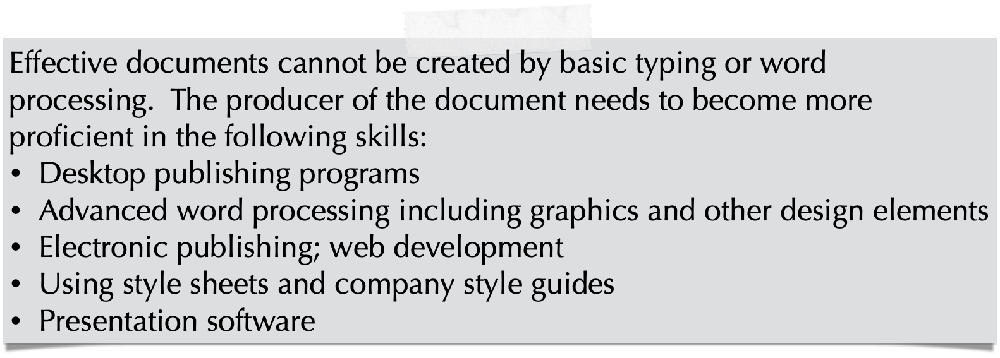 Effective documents cannot be created by basic typing or word
processing.  The producer of the document needs to become more
proficient in the following skills:
• Desktop publishing programs
• Advanced word processing including graphics and other design elements
• Electronic publishing; web development
• Using style sheets and company style guides
• Presentation software